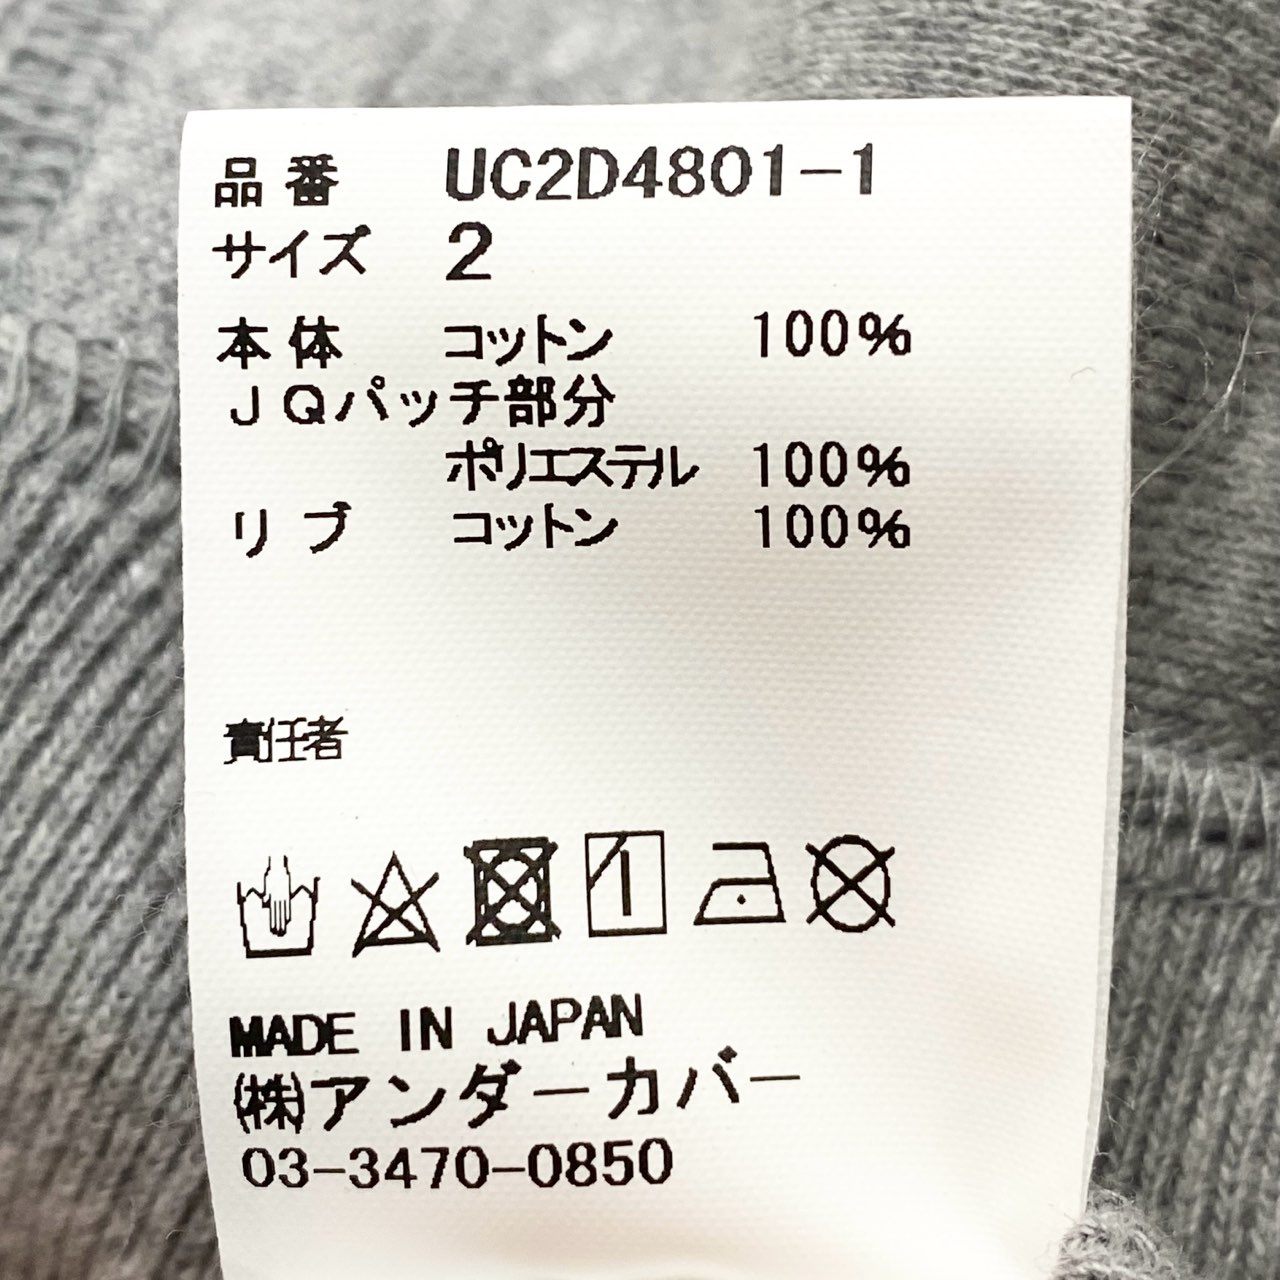 品番 UC2D4801-1
サイズ 2
本体 コットン 100%
JQパッチ部分
ポリエステル 100%
リブ コットン 100%
責任者
MADE IN JAPAN
(株)アンダーカバー
03-3470-0850